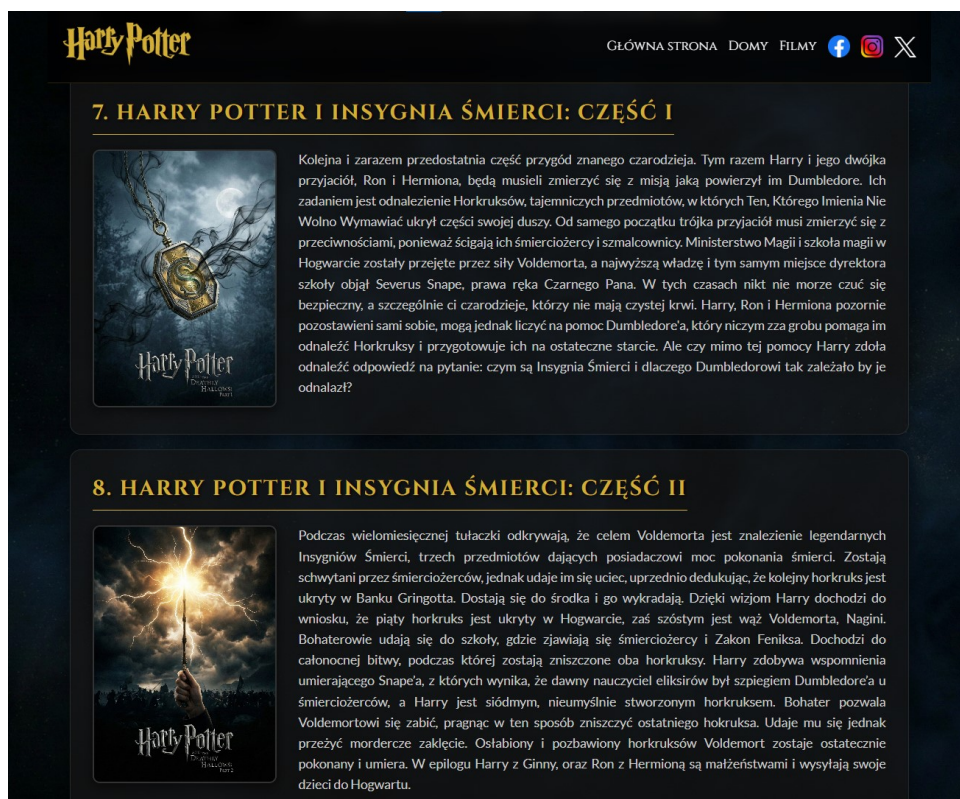 Harry Potter
GŁÓWNA STRONA DOMY FILMY
7. HARRY POTTER I INSYGNIA ŚMIERCI: CZĘŚĆ I
Kolejna i zarazem przedostatnia część przygód znanego czarodzieja. Tym razem Harry i jego dwójka
przyjaciół, Ron i Hermiona, będą musieli zmierzyć się z misją jaką powierzył im Dumbledore. Ich
zadaniem jest odnalezienie Horkruksów, tajemniczych przedmiotów, w których Ten, Którego Imienia Nie
Wolno Wymawiać ukrył części swojej duszy. Od samego początku trójka przyjaciół musi zmierzyć się z
przeciwnościami, ponieważ ścigają ich śmierciożercy i szmalcownicy. Ministerstwo Magii i szkoła magii w
Hogwarcie zostały przejęte przez siły Voldemorta, a najwyższą władzę i tym samym miejsce dyrektora
szkoły objął Severus Snape, prawa ręka Czarnego Pana. W tych czasach nikt nie morze czuć się
bezpieczny, a szczególnie ci czarodzieje, którzy nie mają czystej krwi. Harry, Ron i Hermiona pozornie
pozostawieni sami sobie, mogą jednak liczyć na pomoc Dumbledore'a, który niczym zza grobu pomaga im
odnaleźć Horkruksy i przygotowuje ich na ostateczne starcie. Ale czy mimo tej pomocy Harry zdoła
odnaleźć odpowiedź na pytanie: czym są Insygnia Śmierci i dlaczego Dumbledorowi tak zależało by je
odnalazł?
Harry Potter
DEATHLY
HALLOWS
PART 1
8. HARRY POTTER I INSYGNIA ŚMIERCI: CZĘŚĆ II
Podczas wielomiesięcznej tułaczki odkrywają, że celem Voldemorta jest znalezienie legendarnych
Insygniów Śmierci, trzech przedmiotów dających posiadaczowi moc pokonania śmierci. Zostają
schwytani przez śmierciożerców, jednak udaje im się uciec, uprzednio dedukując, że kolejny horkruks jest
ukryty w Banku Gringotta. Dostają się do środka i go wykradają. Dzięki wizjom Harry dochodzi do
wniosku, że piąty horkruks jest ukryty w Hogwarcie, zaś szóstym jest wąż Voldemorta, Nagini.
Bohaterowie udają się do szkoły, gdzie zjawiają się śmierciożercy i Zakon Feniksa. Dochodzi do
całonocnej bitwy, podczas której zostają zniszczone oba horkruksy. Harry zdobywa wspomnienia
umierającego Snape'a, z których wynika, że dawny nauczyciel eliksirów był szpiegiem Dumbledore'a u
śmierciożerców, a Harry jest siódmym, nieumyślnie stworzonym horkruksem. Bohater pozwala
Voldemortowi się zabić, pragnąc w ten sposób zniszczyć ostatniego hokruksa. Udaje mu się jednak
przeżyć mordercze zaklęcie. Osłabiony i pozbawiony horkruksów Voldemort zostaje ostatecznie
pokonany i umiera. W epilogu Harry z Ginny, oraz Ron z Hermioną są małżeństwami i wysyłają swoje
dzieci do Hogwartu.
Harry Potter
DEATHLY
HALLOWS
PART 2